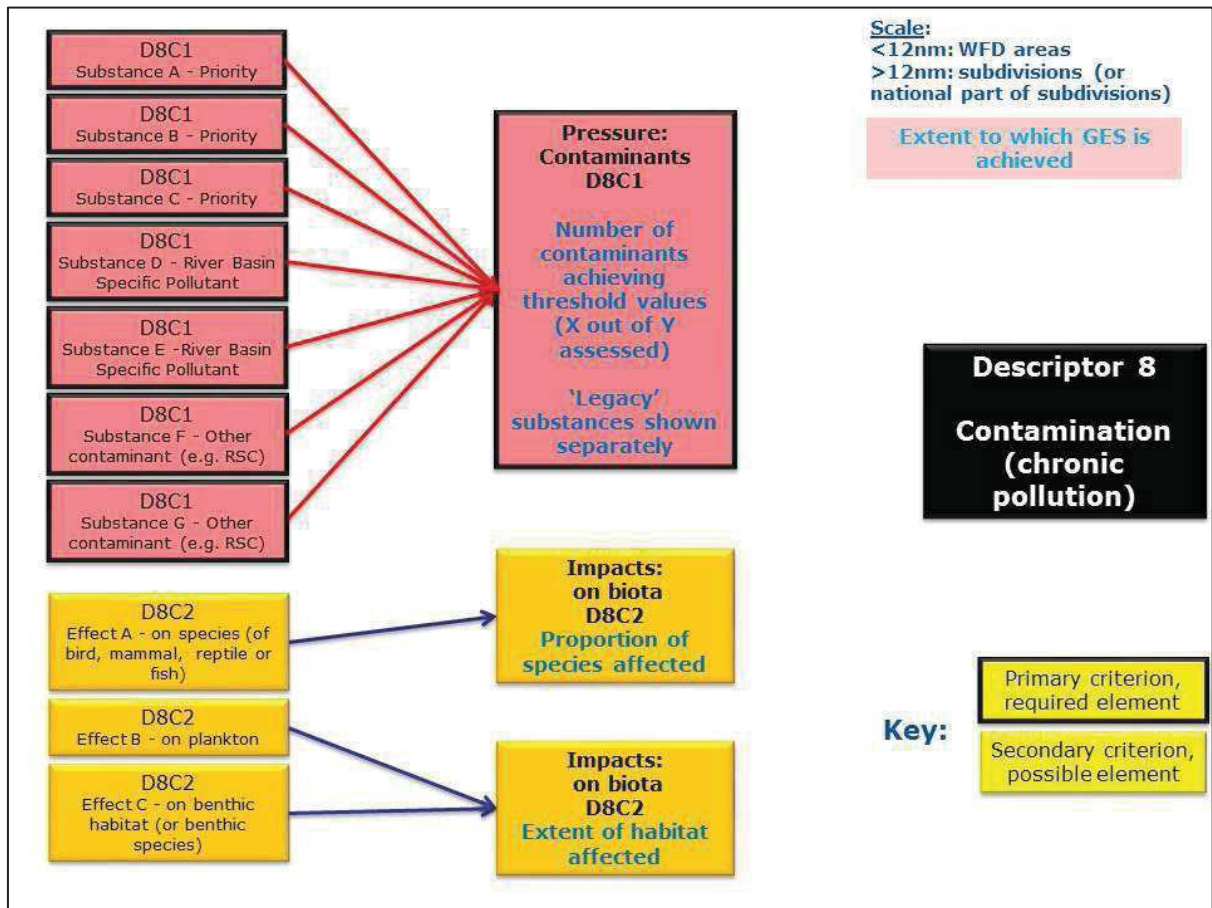 D8C1
Substance A - Priority
D8C1
Substance B - Priority
D8C1
Substance C - Priority
D8C1
Substance D - River Basin
Specific Pollutant
D8C1
Substance E -River Basin
Specific Pollutant
D8C1
Substance F - Other
contaminant (e.g. RSC)
D8C1
Substance G - Other
contaminant (e.g. RSC)
D8C2
Effect A - on species (of
bird, mammal, reptile or
fish)
D8C2
Effect B - on plankton
D8C2
Effect C - on benthic
habitat (or benthic
species)
Pressure:
Contaminants
D8C1
Number of
contaminants
achieving
threshold values
(X out of Y
assessed)
‘Legacy’
substances shown
separately
Impacts:
on biota
D8C2
Proportion of
species affected
Impacts:
on biota
D8C2
Extent of habitat
affected
Scale:
<12nm: WFD areas
>12nm: subdivisions (or
national part of subdivisions)
Extent to which GES is
achieved
Descriptor 8
Contamination
(chronic
pollution)
Key:
Primary criterion,
required element
Secondary criterion,
possible element